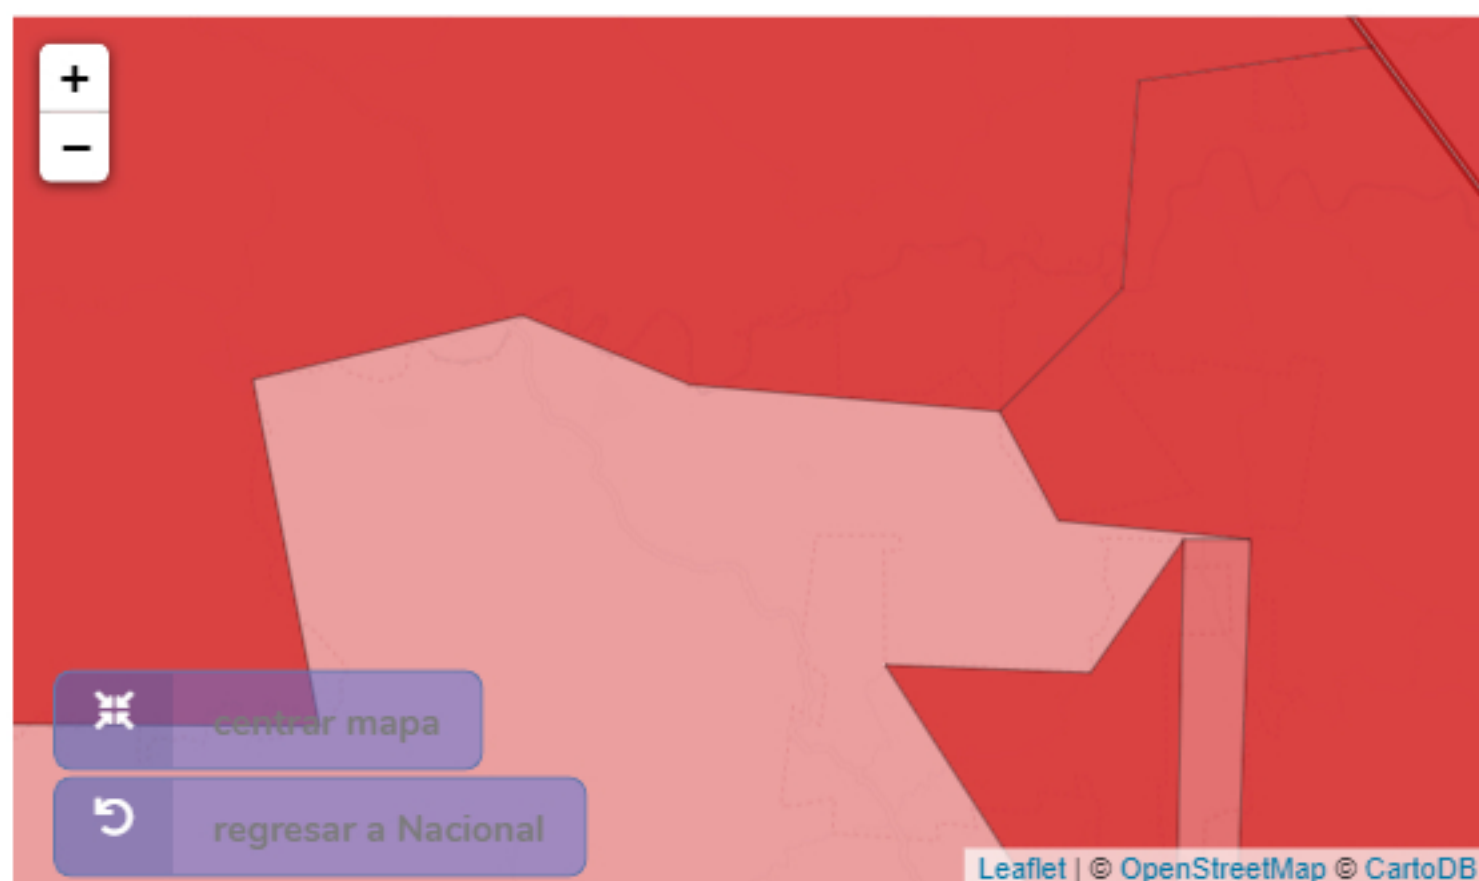 +
−
centrar mapa
regresar a Nacional
Leaflet | © OpenStreetMap © CartoDB